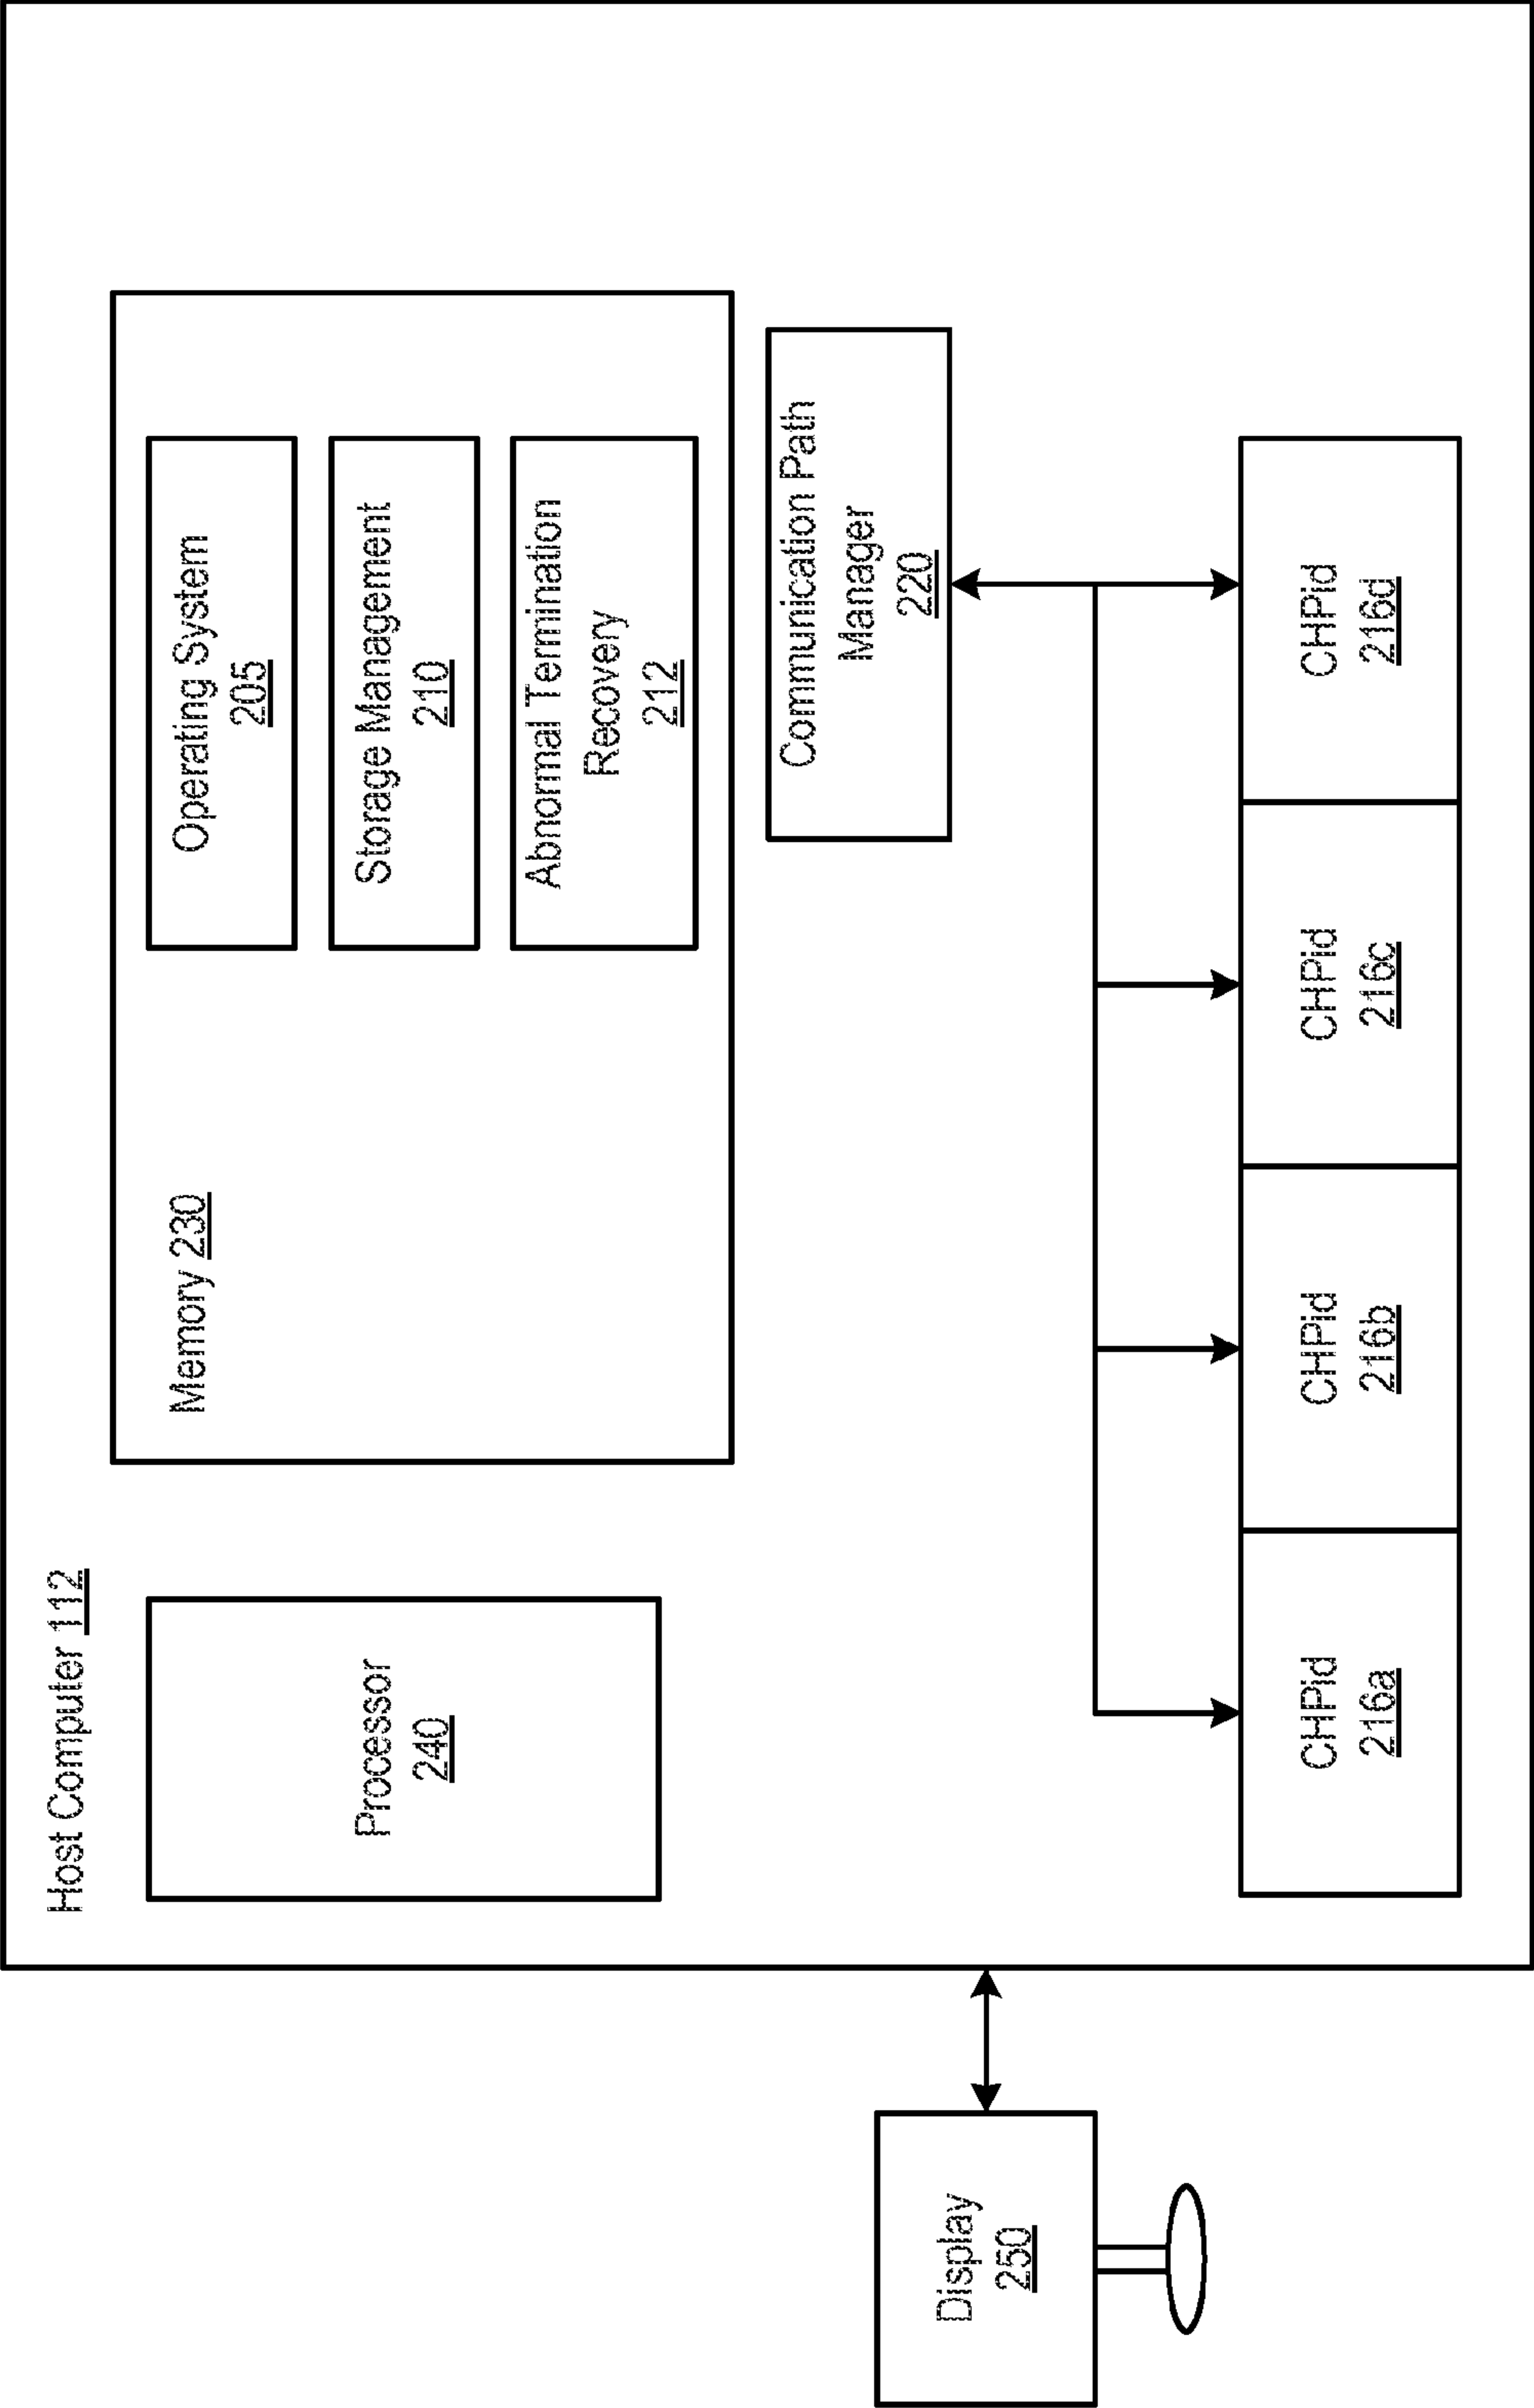 Host Computer 112
Processor
240
Memory 230
Operating System
205
Storage Management
210
Abnormal Termination
Recovery
212
Communication Path
Manager
220
Display
250
CHPid
216a
CHPid
216b
CHPid
216c
CHPid
216d